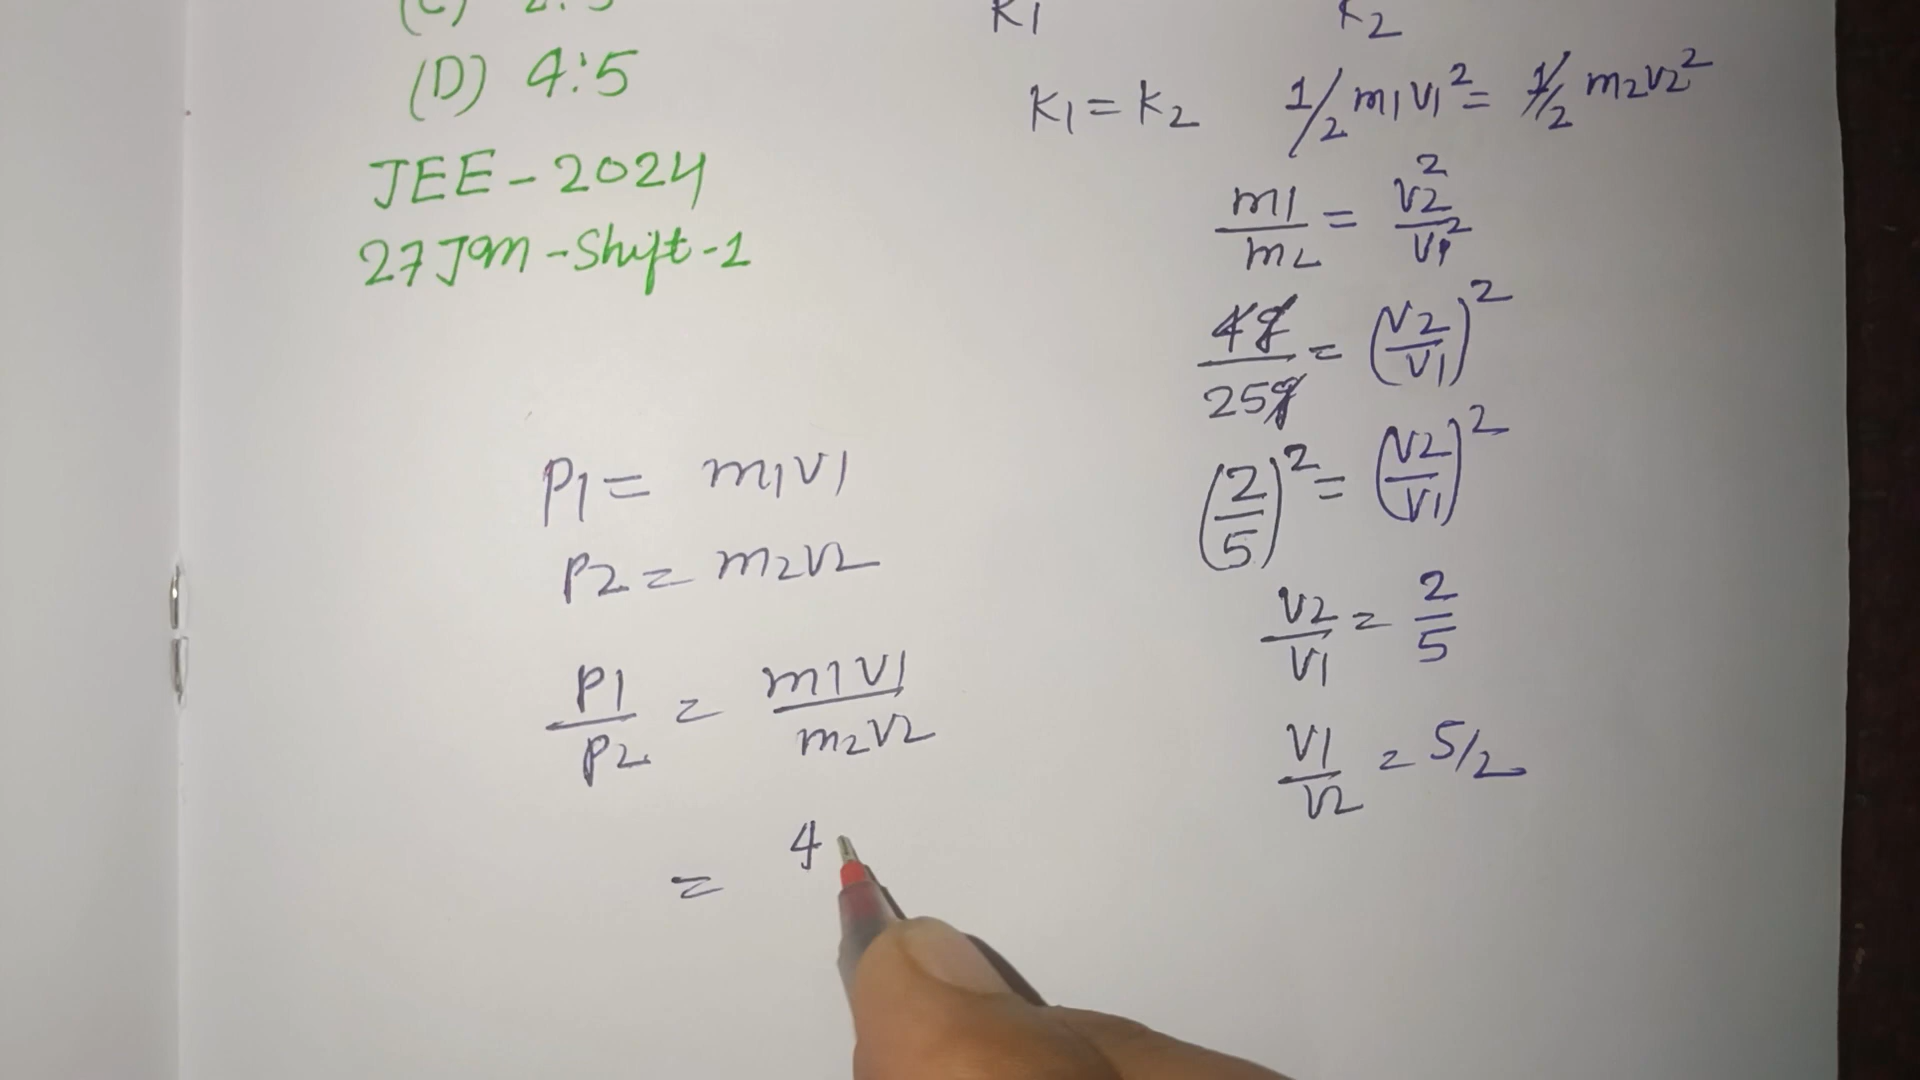 (D) 4:5
JEE-2024
27 Jan-Shift-1
K1 K2
K1 = K2 1/2 m1v1² = 1/2 m2v2²
m1/m2 = v2²/v1²
4g/25g = (v2/v1)²
(2/5)² = (v2/v1)²
v2/v1 = 2/5
v1/v2 = 5/2
P1 = m1v1
P2 = m2v2
P1/P2 = m1v1/m2v2
= 4